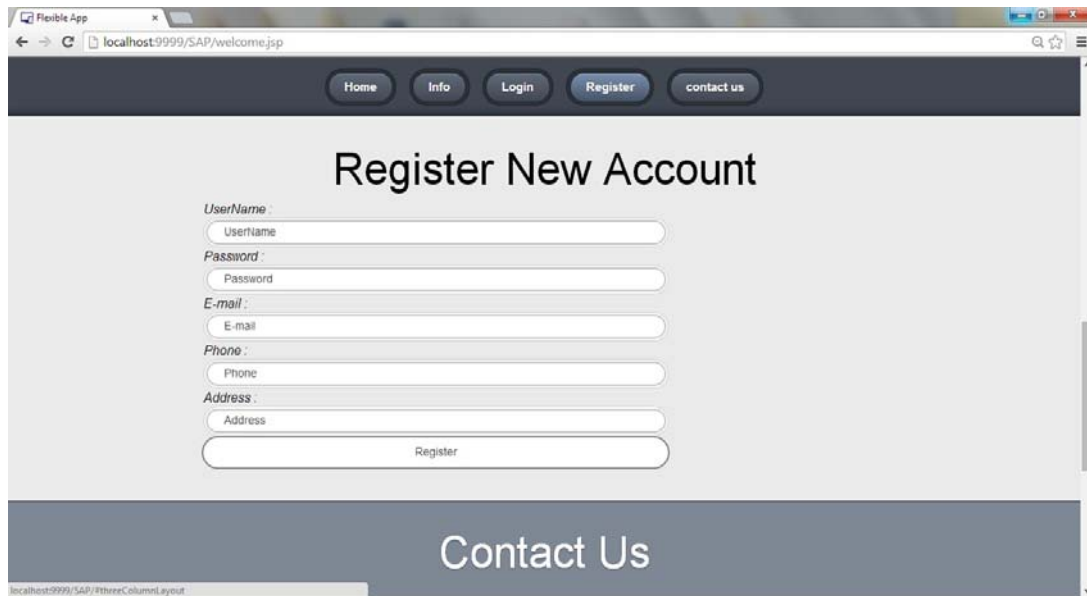 Flexible App
localhost:9999/SAP/welcome.jsp
Home Info Login Register contact us
Register New Account
UserName :
UserName
Password :
Password
E-mail :
E-mail
Phone :
Phone
Address :
Address
Register
Contact Us
localhost:9999/SAP/#threeColumnLayout